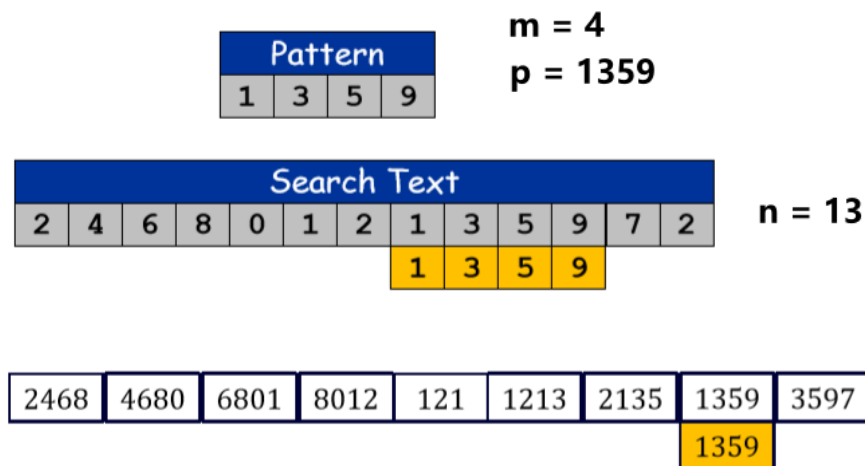 m = 4
Pattern
p = 1359
1 3 5 9
Search Text
2 4 6 8 0 1 2 1 3 5 9 7 2
n = 13
1 3 5 9
2468 4680 6801 8012 121 1213 2135 1359 3597
1359